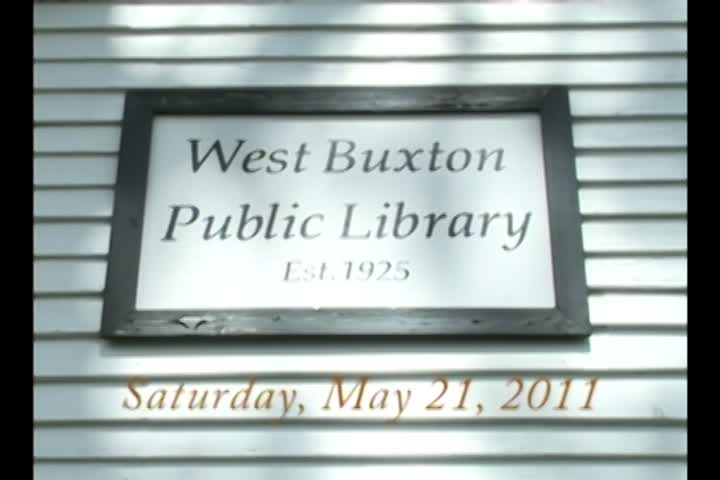 West Buxton
Public Library
Est. 1925
Saturday, May 21, 2011